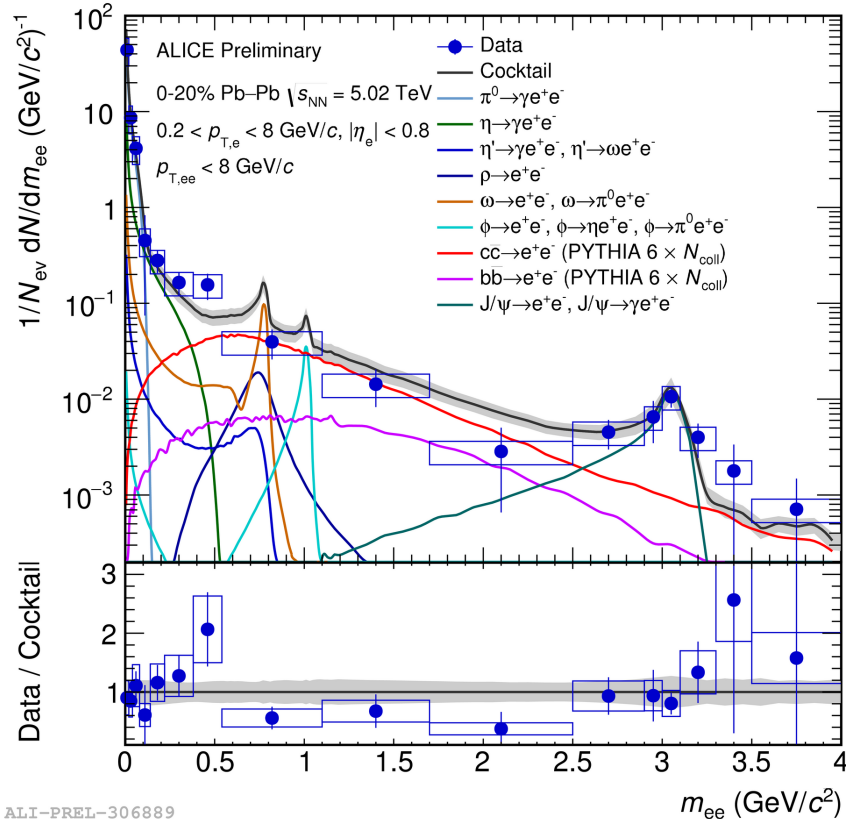 ALICE Preliminary
0-20% Pb–Pb √sNN = 5.02 TeV
0.2 < pT,e < 8 GeV/c, |ηe| < 0.8
pT,ee < 8 GeV/c
Data
Cocktail
π⁰→γe⁺e⁻
η→γe⁺e⁻
η'→γe⁺e⁻, η'→ωe⁺e⁻
ρ→e⁺e⁻
ω→e⁺e⁻, ω→π⁰e⁺e⁻
ϕ→e⁺e⁻, ϕ→ηe⁺e⁻, ϕ→π⁰e⁺e⁻
cc̅→e⁺e⁻ (PYTHIA 6 × Ncoll)
bb̅→e⁺e⁻ (PYTHIA 6 × Ncoll)
J/ψ→e⁺e⁻, J/ψ→γe⁺e⁻
1/Nev dN/dmee (GeV/c²)⁻¹
10²
10
1
10⁻¹
10⁻²
10⁻³
Data / Cocktail
3
2
1
0 0.5 1 1.5 2 2.5 3 3.5 4
mee (GeV/c²)
ALI-PREL-306889